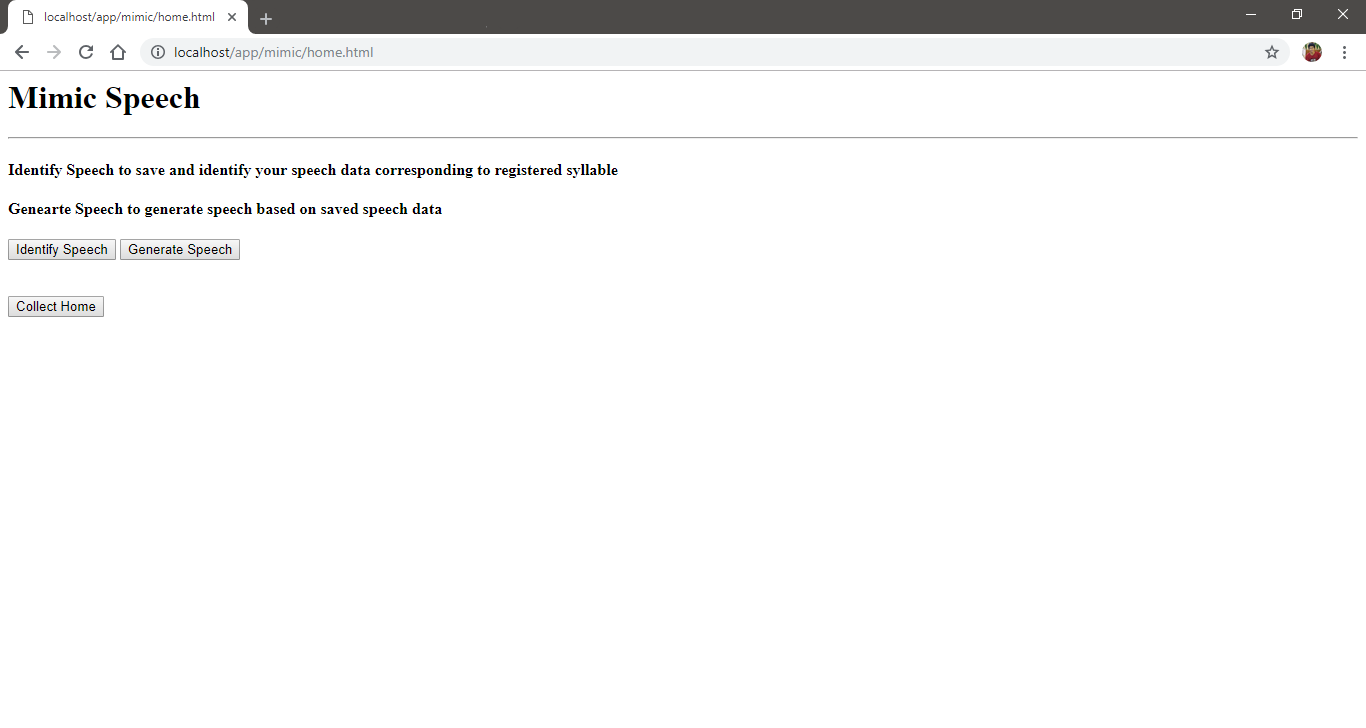 localhost/app/mimic/home.html
localhost/app/mimic/home.html
Mimic Speech
Identify Speech to save and identify your speech data corresponding to registered syllable
Genearte Speech to generate speech based on saved speech data
Identify Speech Generate Speech
Collect Home